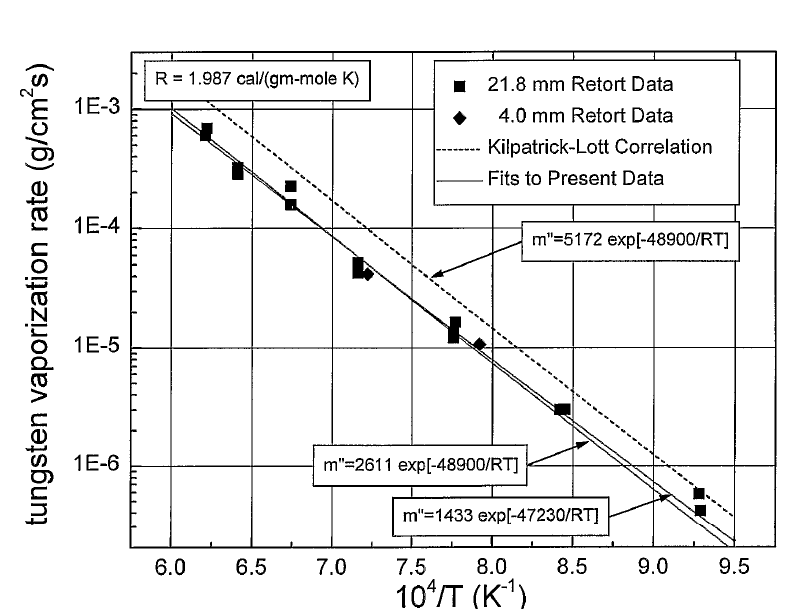 R = 1.987 cal/(gm-mole K)
21.8 mm Retort Data
4.0 mm Retort Data
Kilpatrick-Lott Correlation
Fits to Present Data
m"=5172 exp[-48900/RT]
m"=2611 exp[-48900/RT]
m"=1433 exp[-47230/RT]
tungsten vaporization rate (g/cm²s)
1E-3
1E-4
1E-5
1E-6
6.0 6.5 7.0 7.5 8.0 8.5 9.0 9.5
10⁴/T (K⁻¹)